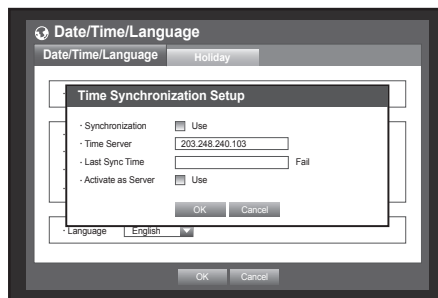 Date/Time/Language
Date/Time/Language Holiday
Time Synchronization Setup
· Synchronization Use
· Time Server 203.248.240.103
· Last Sync Time Fail
· Activate as Server Use
OK Cancel
· Language English
OK Cancel